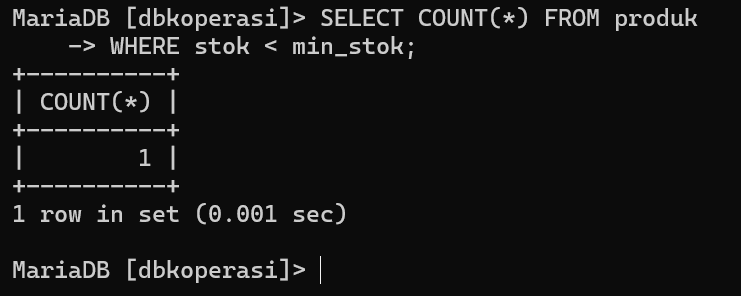 MariaDB [dbkoperasi]> SELECT COUNT(*) FROM produk
    -> WHERE stok < min_stok;
+----------+
| COUNT(*) |
+----------+
|        1 |
+----------+
1 row in set (0.001 sec)

MariaDB [dbkoperasi]>